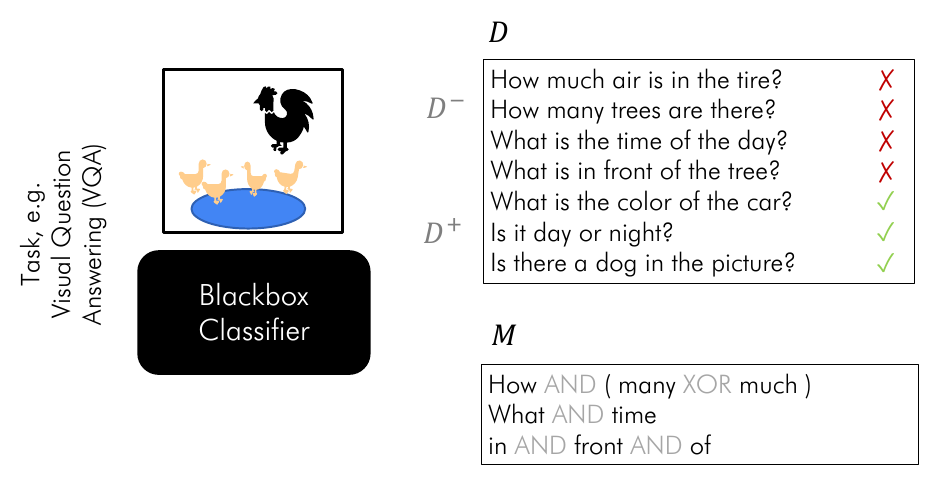 Task, e.g.
Visual Question
Answering (VQA)
Blackbox
Classifier
D
D⁻
How much air is in the tire? ✗
How many trees are there? ✗
What is the time of the day? ✗
What is in front of the tree? ✗
D⁺
What is the color of the car? ✓
Is it day or night? ✓
Is there a dog in the picture? ✓
M
How AND ( many XOR much )
What AND time
in AND front AND of